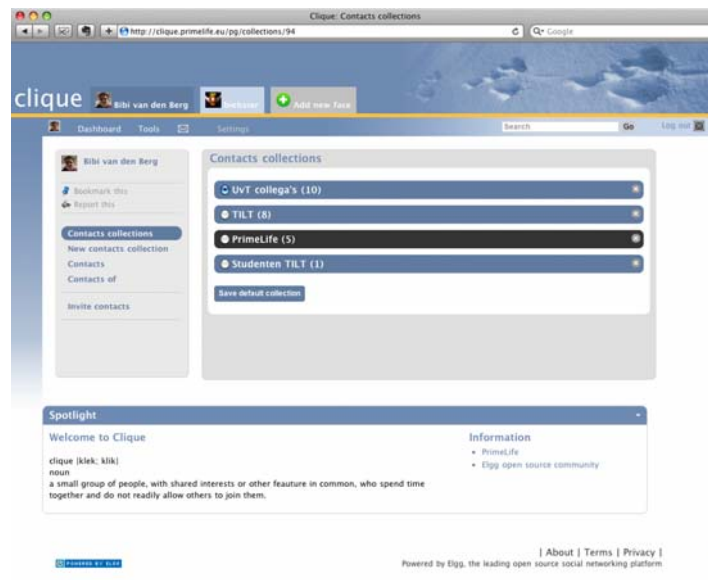 Clique: Contacts collections
http://clique.primelife.eu/pg/collections/94
Google
clique
Bibi van den Berg
Add new face
Dashboard Tools Settings
Search Go Log out
Bibi van den Berg
Bookmark this
Report this
Contacts collections
New contacts collection
Contacts
Contacts of
Invite contacts
Contacts collections
UvT collega's (10)
TILT (8)
PrimeLife (5)
Studenten TILT (1)
Save default collection
Spotlight
Welcome to Clique
clique |klek; klik|
noun
a small group of people, with shared interests or other feauture in common, who spend time
together and do not readily allow others to join them.
Information
• PrimeLife
• Elgg open source community
| About | Terms | Privacy |
POWERED BY ELGG
Powered by Elgg, the leading open source social networking platform